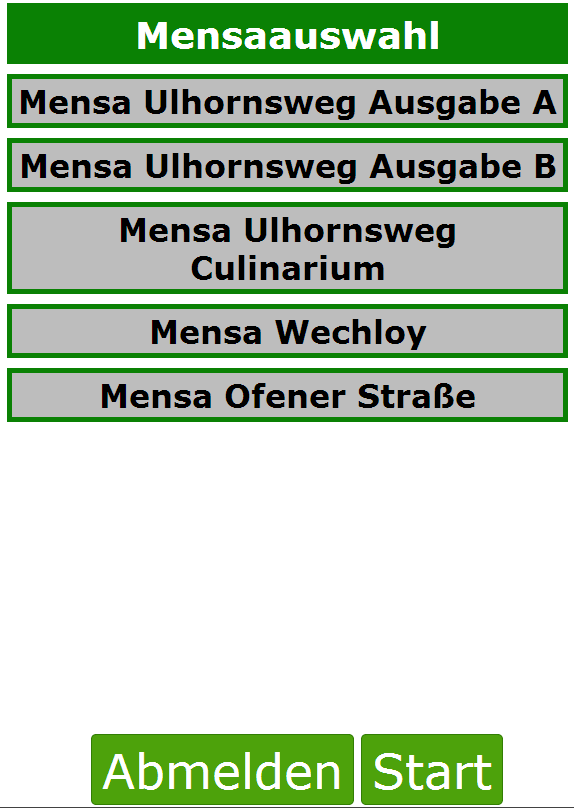 Mensaauswahl
Mensa Ulhornsweg Ausgabe A
Mensa Ulhornsweg Ausgabe B
Mensa Ulhornsweg
Culinarium
Mensa Wechloy
Mensa Ofener Straße
Abmelden Start